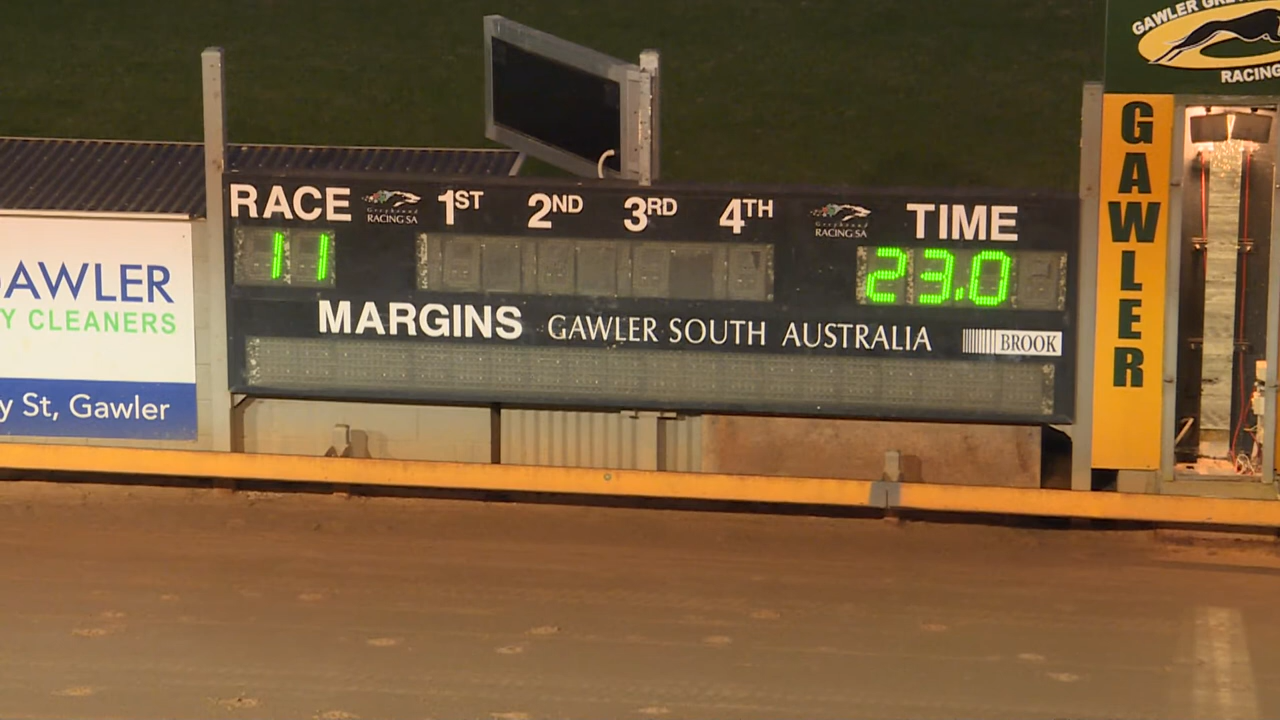 GAWLER
RACING
RACE
Greyhound
RACING SA
1ST
2ND
3RD
4TH
Greyhound
RACING SA
TIME
11
23.0
MARGINS
GAWLER SOUTH AUSTRALIA
BROOK
GAWLER
AWLER
Y CLEANERS
y St, Gawler